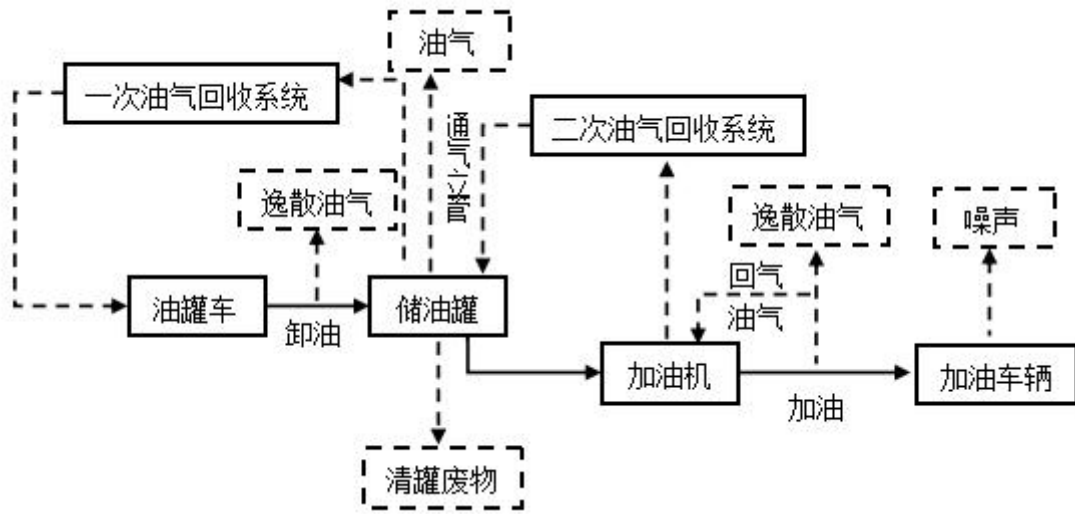 油气
一次油气回收系统
通气立管
二次油气回收系统
逸散油气
逸散油气
噪声
回气
油罐车
储油罐
油气
卸油
加油机
加油车辆
加油
清罐废物